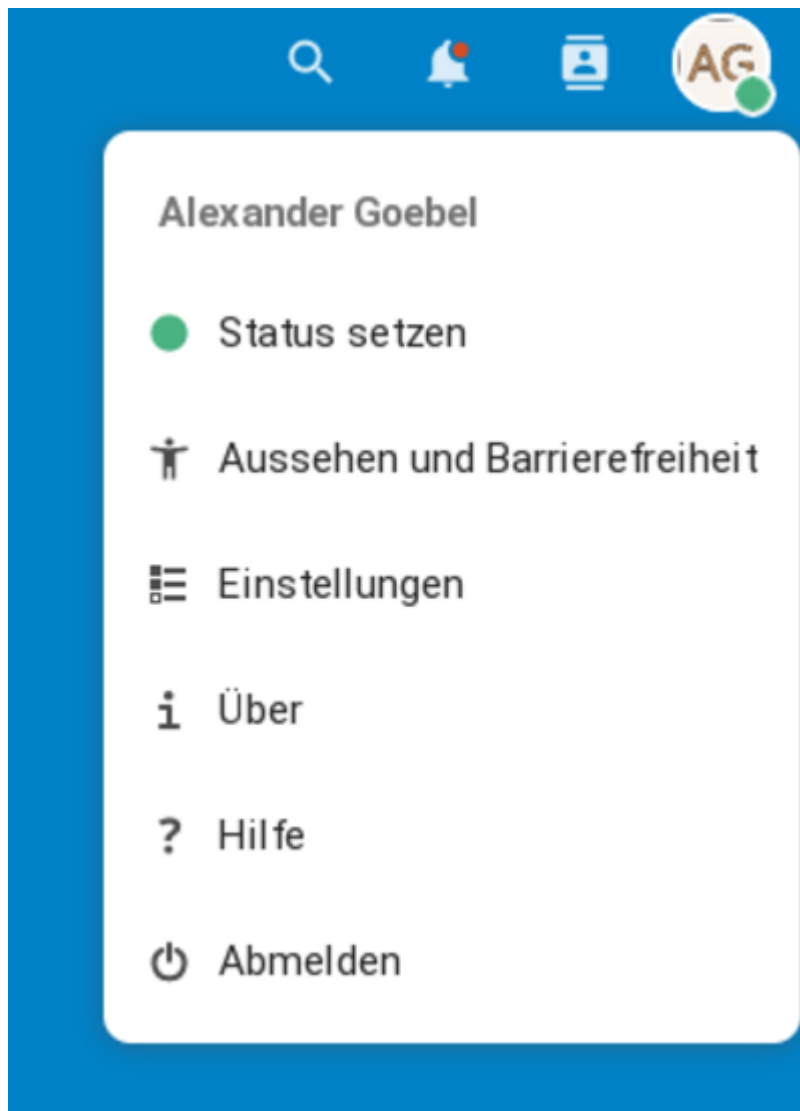 AG
Alexander Goebel
Status setzen
Aussehen und Barrierefreiheit
Einstellungen
Über
Hilfe
Abmelden